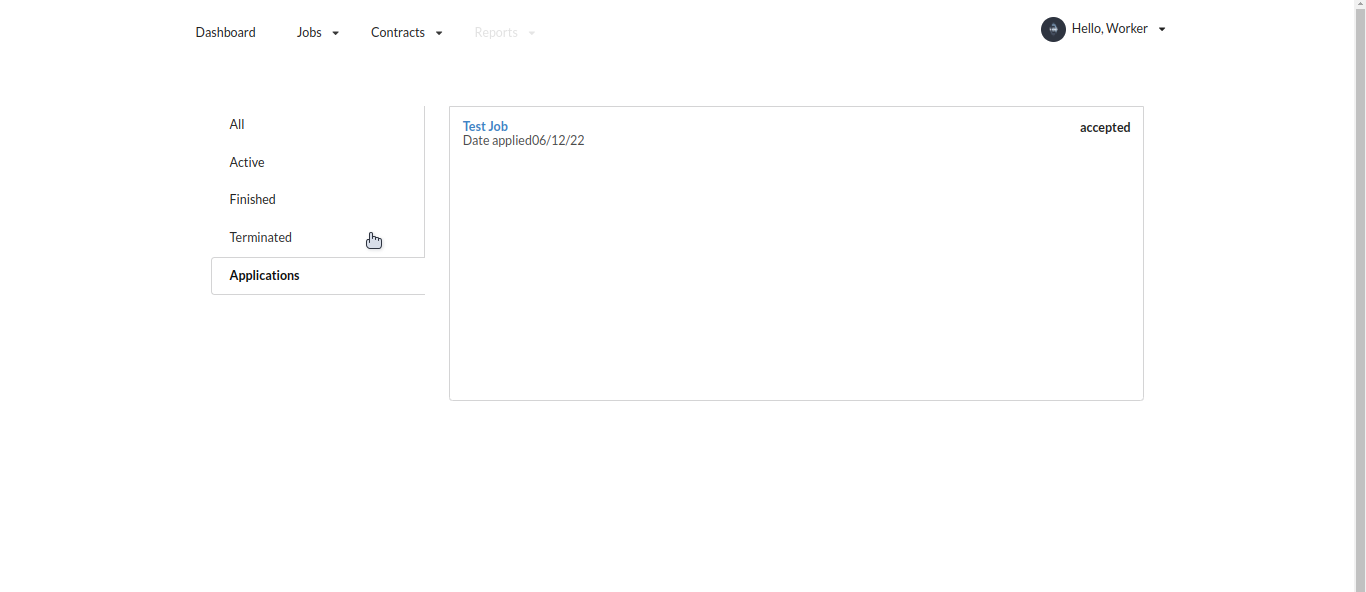 Dashboard Jobs Contracts Reports Hello, Worker
All
Active
Finished
Terminated
Applications
Test Job accepted
Date applied06/12/22